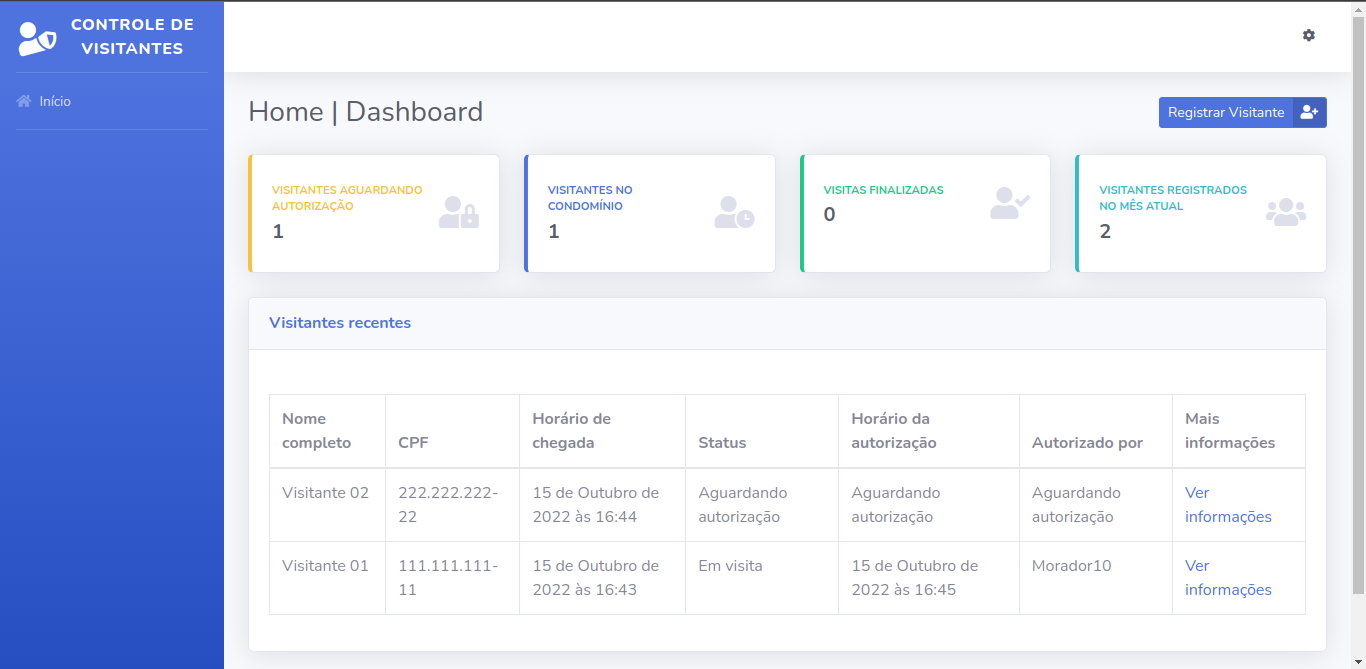 CONTROLE DE
VISITANTES
Início
Home | Dashboard
Registrar Visitante
VISITANTES AGUARDANDO
AUTORIZAÇÃO
1
VISITANTES NO
CONDOMÍNIO
1
VISITAS FINALIZADAS
0
VISITANTES REGISTRADOS
NO MÊS ATUAL
2
Visitantes recentes
Nome
completo
CPF
Horário de
chegada
Status
Horário da
autorização
Autorizado por
Mais
informações
Visitante 02
222.222.222-
22
15 de Outubro de
2022 às 16:44
Aguardando
autorização
Aguardando
autorização
Aguardando
autorização
Ver
informações
Visitante 01
111.111.111-
11
15 de Outubro de
2022 às 16:43
Em visita
15 de Outubro de
2022 às 16:45
Morador10
Ver
informações